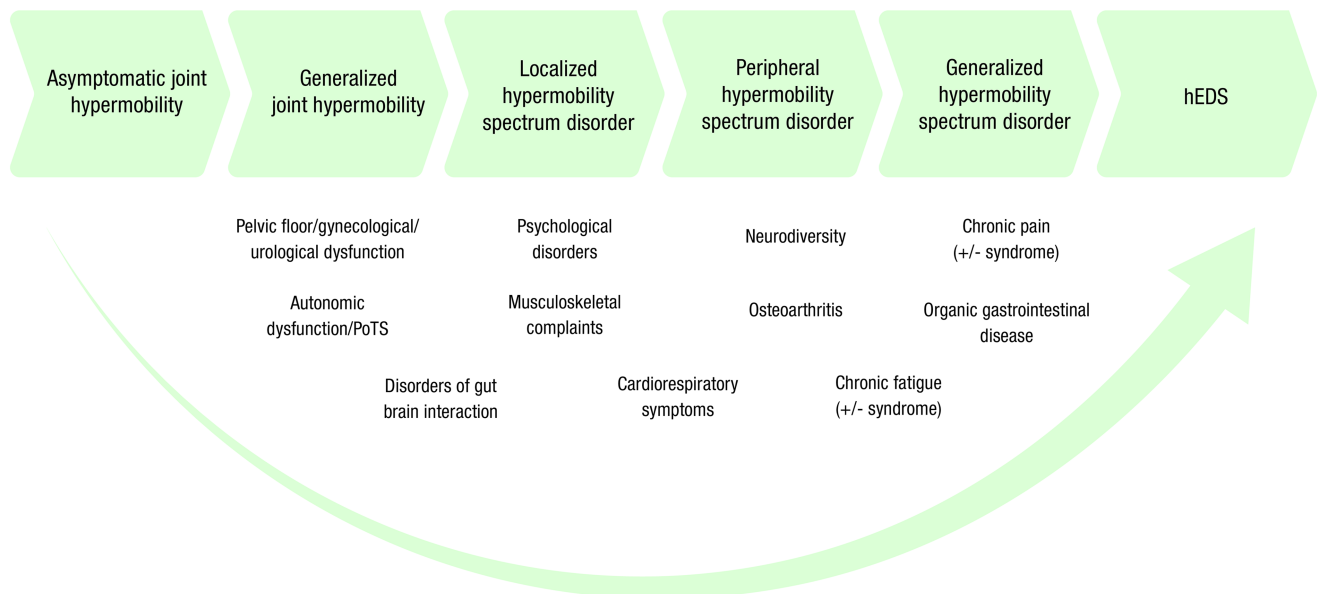 Asymptomatic joint
hypermobility
Generalized
joint hypermobility
Localized
hypermobility
spectrum disorder
Peripheral
hypermobility
spectrum disorder
Generalized
hypermobility
spectrum disorder
hEDS
Pelvic floor/gynecological/
urological dysfunction
Psychological
disorders
Neurodiversity
Chronic pain
(+/- syndrome)
Autonomic
dysfunction/PoTS
Musculoskeletal
complaints
Osteoarthritis
Organic gastrointestinal
disease
Disorders of gut
brain interaction
Cardiorespiratory
symptoms
Chronic fatigue
(+/- syndrome)